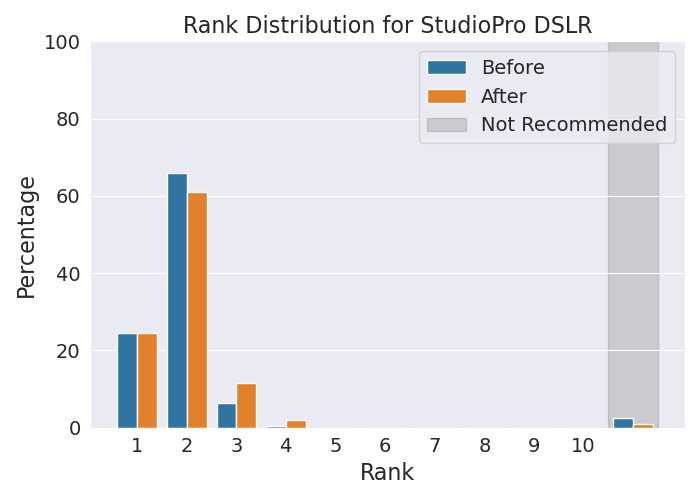 Rank Distribution for StudioPro DSLR
100
80
60
40
20
0
Percentage
Before
After
Not Recommended
1 2 3 4 5 6 7 8 9 10
Rank